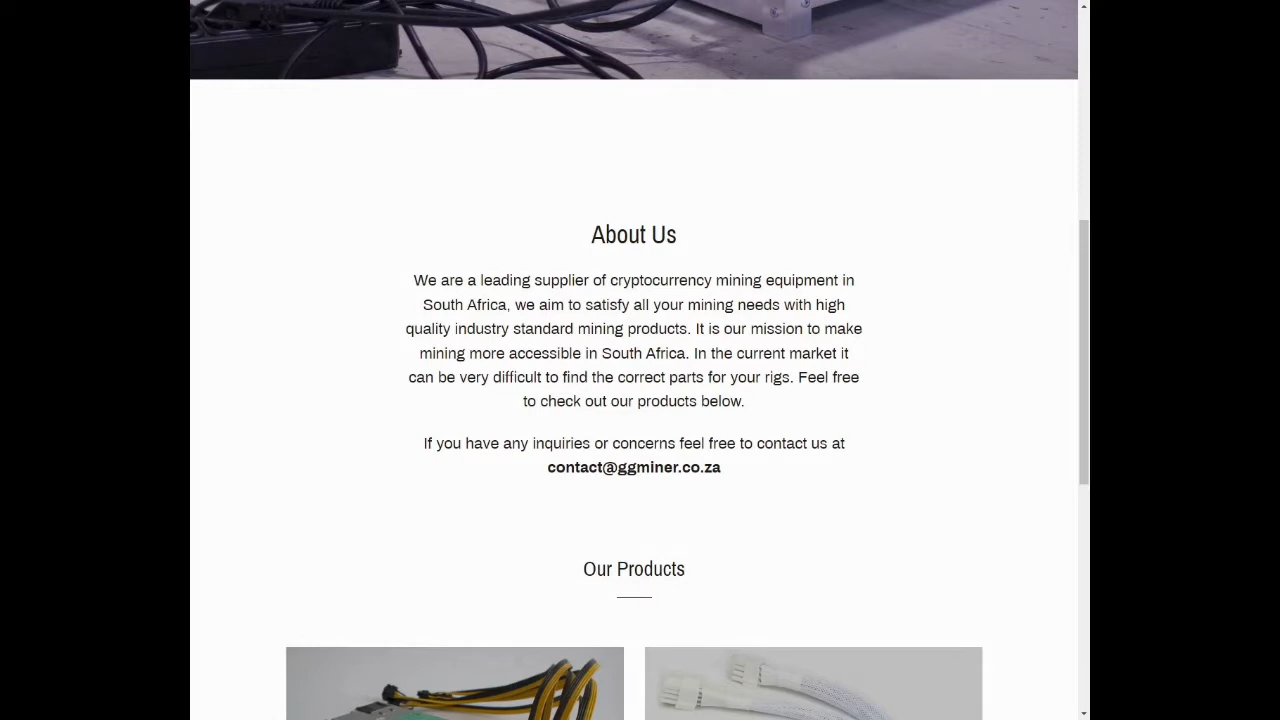 About Us
We are a leading supplier of cryptocurrency mining equipment in
South Africa, we aim to satisfy all your mining needs with high
quality industry standard mining products. It is our mission to make
mining more accessible in South Africa. In the current market it
can be very difficult to find the correct parts for your rigs. Feel free
to check out our products below.
If you have any inquiries or concerns feel free to contact us at
contact@ggminer.co.za
Our Products